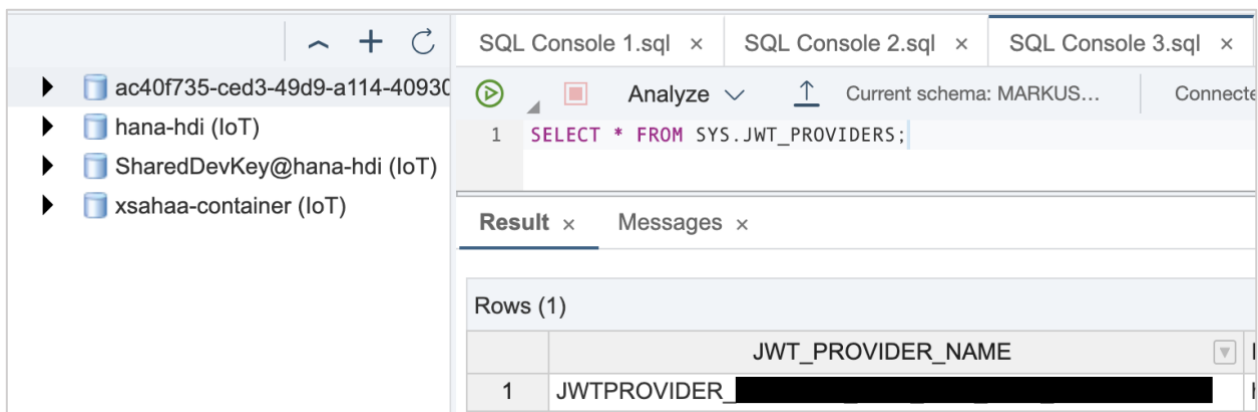 SQL Console 1.sql × SQL Console 2.sql × SQL Console 3.sql ×
ac40f735-ced3-49d9-a114-40930
hana-hdi (IoT)
SharedDevKey@hana-hdi (IoT)
xsahaa-container (IoT)
Analyze Current schema: MARKUS... Connecte
1 SELECT * FROM SYS.JWT_PROVIDERS;
Result × Messages ×
Rows (1)
JWT_PROVIDER_NAME
1 JWTPROVIDER_